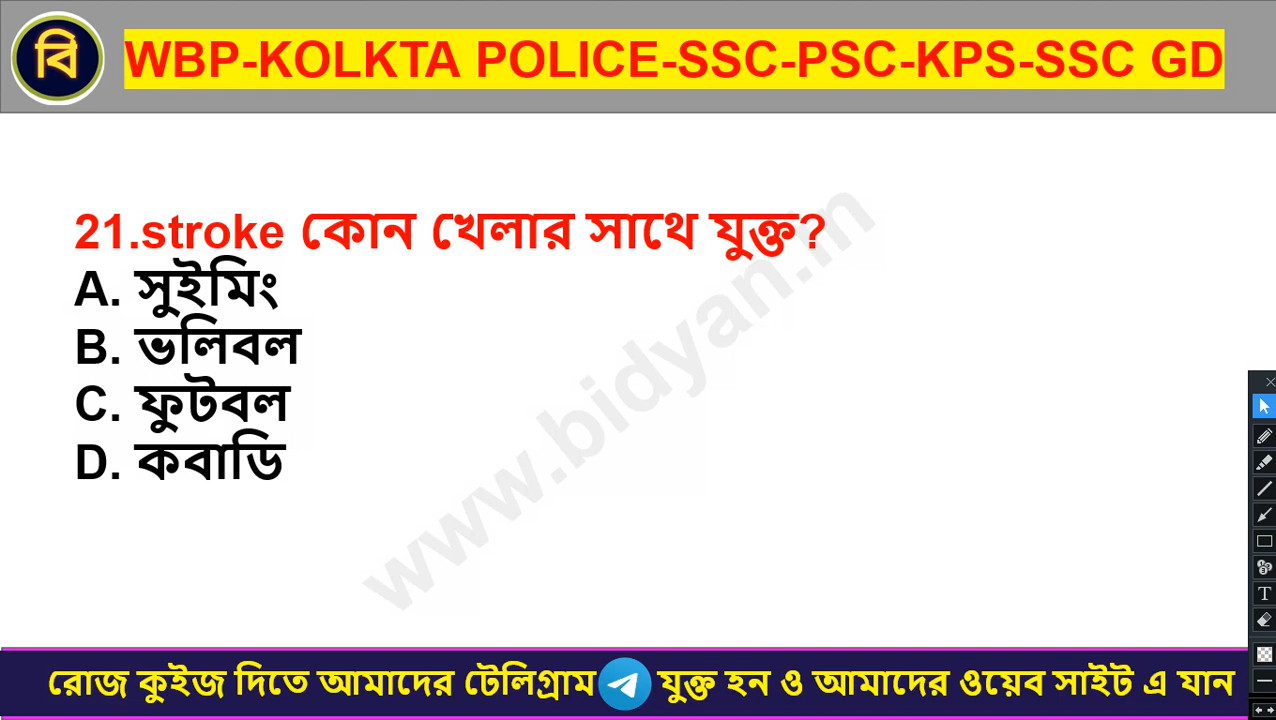 বি
WBP-KOLKTA POLICE-SSC-PSC-KPS-SSC GD
21.stroke কোন খেলার সাথে যুক্ত?
A. সুইমিং
B. ভলিবল
C. ফুটবল
D. কবাডি
www.bidyan.in
রোজ কুইজ দিতে আমাদের টেলিগ্রাম যুক্ত হন ও আমাদের ওয়েব সাইট এ যান